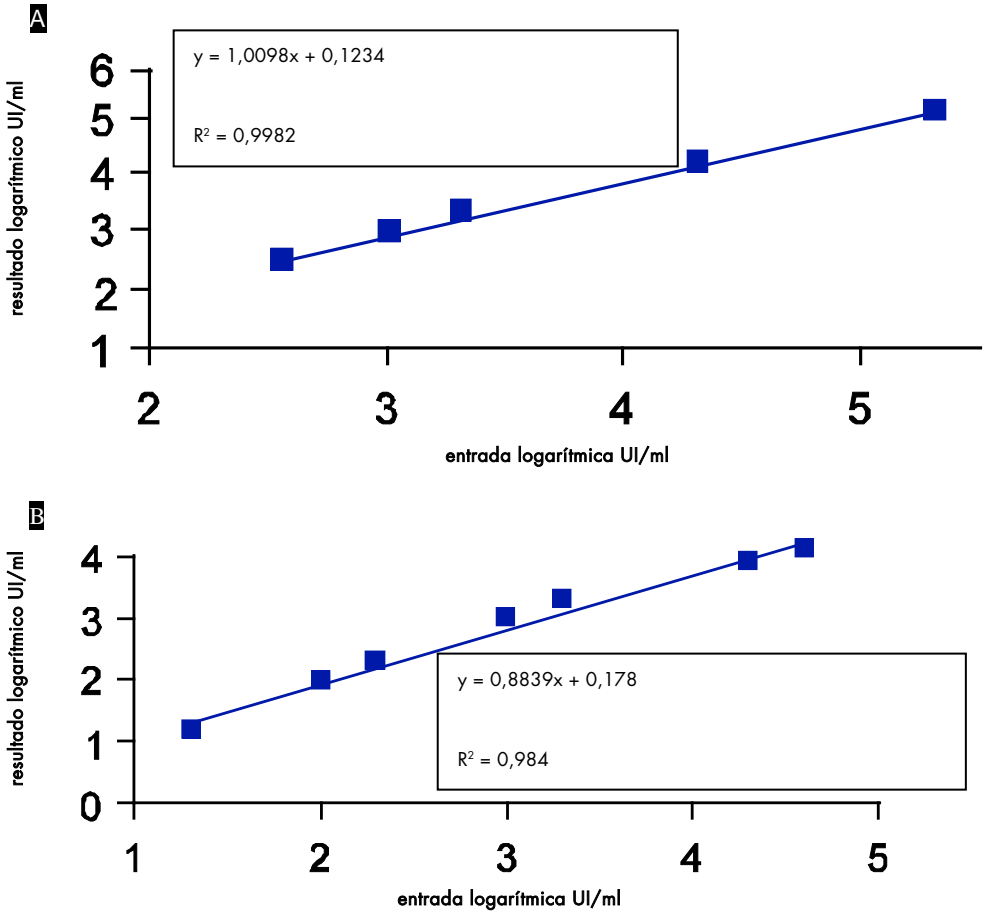 A
y = 1,0098x + 0,1234
R² = 0,9982
resultado logarítmico UI/ml
6
5
4
3
2
1
2 3 4 5
entrada logarítmica UI/ml
B
resultado logarítmico UI/ml
4
3
2
1
0
y = 0,8839x + 0,178
R² = 0,984
1 2 3 4 5
entrada logarítmica UI/ml